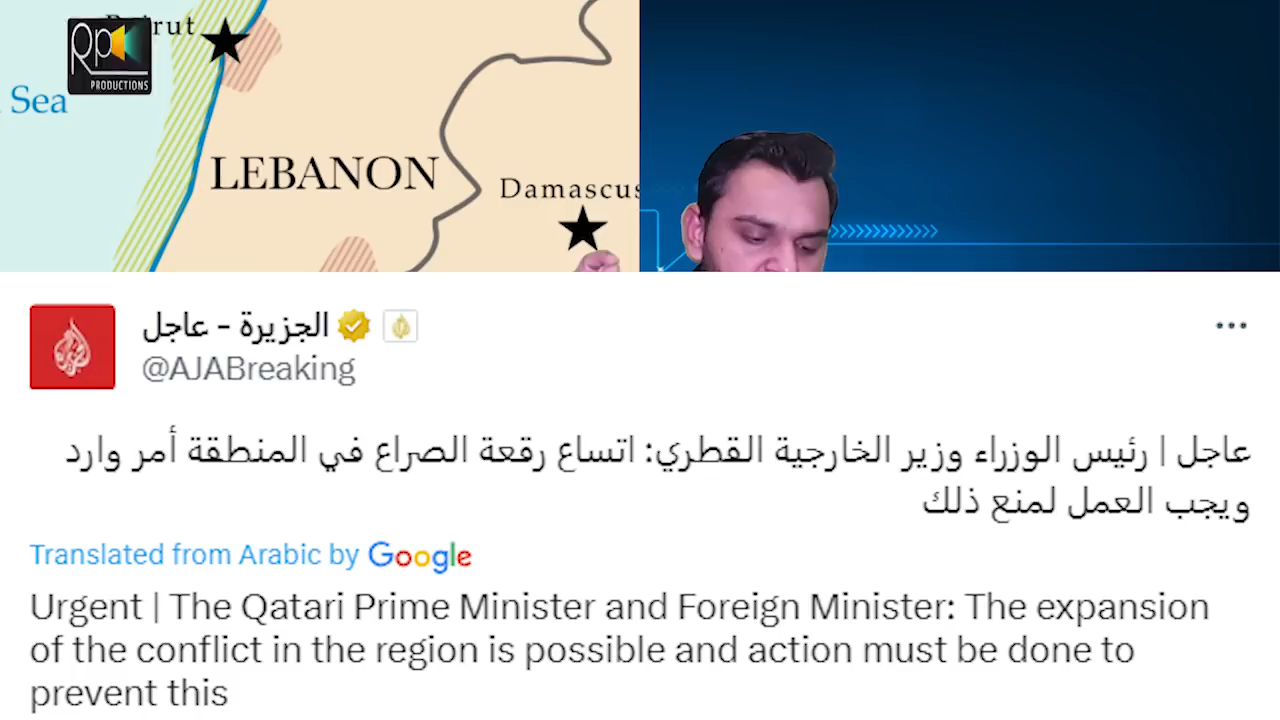 Beirut
Rp
PRODUCTIONS
Sea
LEBANON
Damascus
الجزيرة - عاجل
@AJABreaking
عاجل | رئيس الوزراء وزير الخارجية القطري: اتساع رقعة الصراع في المنطقة أمر وارد
ويجب العمل لمنع ذلك
Translated from Arabic by Google
Urgent | The Qatari Prime Minister and Foreign Minister: The expansion
of the conflict in the region is possible and action must be done to
prevent this